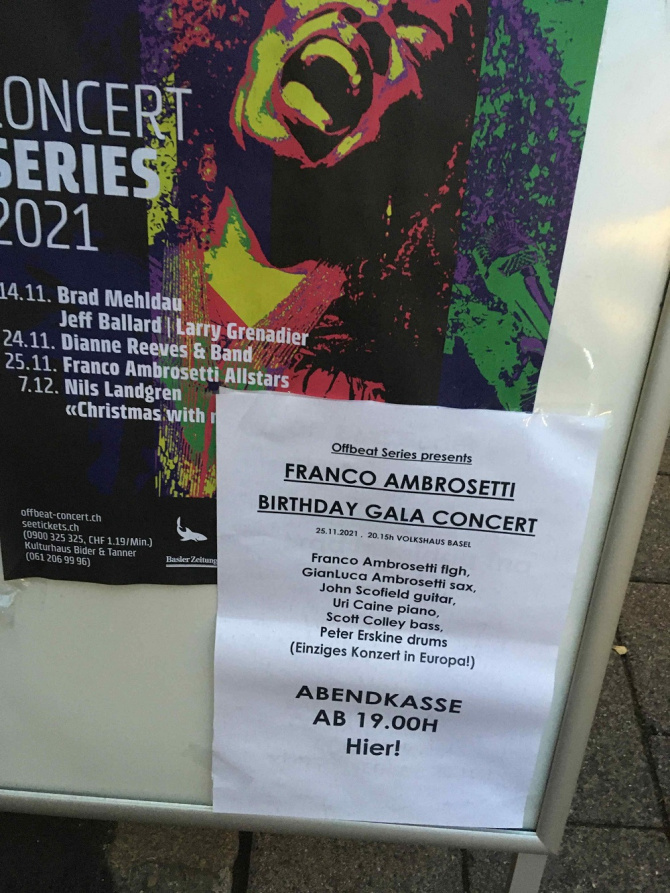 CONCERT
SERIES
2021
14.11. Brad Mehldau
Jeff Ballard | Larry Grenadier
24.11. Dianne Reeves & Band
25.11. Franco Ambrosetti Allstars
7.12. Nils Landgren
«Christmas with
offbeat-concert.ch
seetickets.ch
(0900 325 325, CHF 1.19/Min.)
Kulturhaus Bider & Tanner
(061 206 99 96)
Basler Zeitung
Offbeat Series presents
FRANCO AMBROSETTI
BIRTHDAY GALA CONCERT
25.11.2021 . 20.15h VOLKSHAUS BASEL
Franco Ambrosetti flgh,
GianLuca Ambrosetti sax,
John Scofield guitar,
Uri Caine piano,
Scott Colley bass,
Peter Erskine drums
(Einziges Konzert in Europa!)
ABENDKASSE
AB 19.00H
Hier!